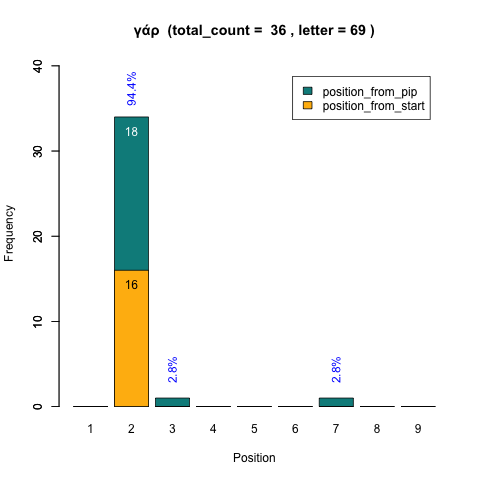 γάρ (total_count = 36 , letter = 69 )
40
94.4%
position_from_pip
position_from_start
18
30
Frequency
20
16
10
2.8%
2.8%
0
1 2 3 4 5 6 7 8 9
Position